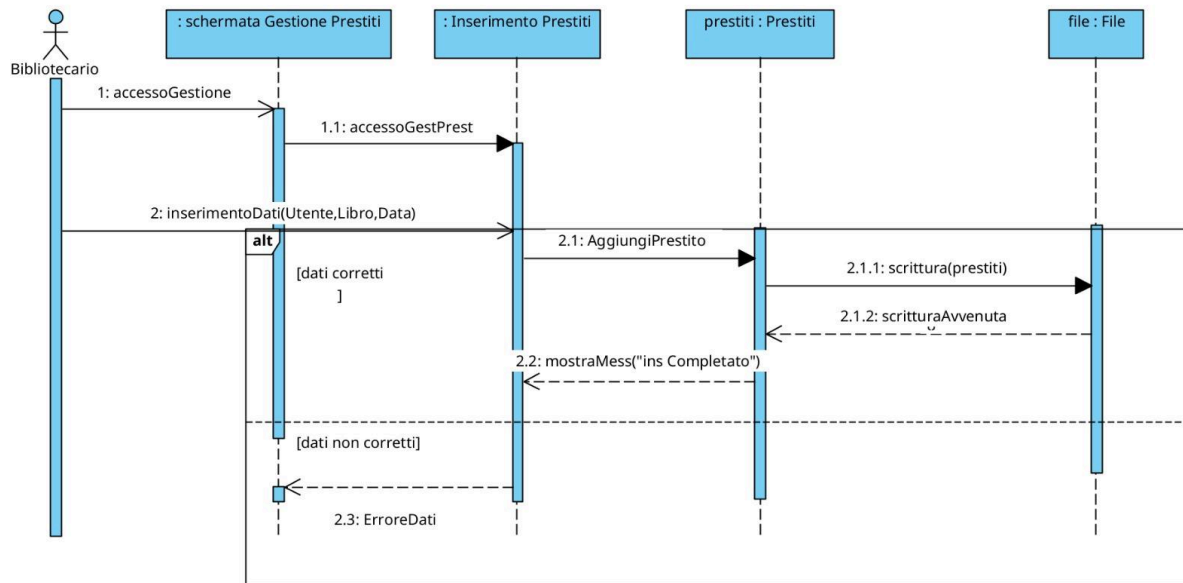 : schermata Gestione Prestiti
: Inserimento Prestiti
prestiti : Prestiti
file : File
Bibliotecario
1: accessoGestione
1.1: accessoGestPrest
2: inserimentoDati(Utente,Libro,Data)
alt
2.1: AggiungiPrestito
[dati corretti
]
2.1.1: scrittura(prestiti)
2.1.2: scritturaAvvenuta
2.2: mostraMess("ins Completato")
[dati non corretti]
2.3: ErroreDati